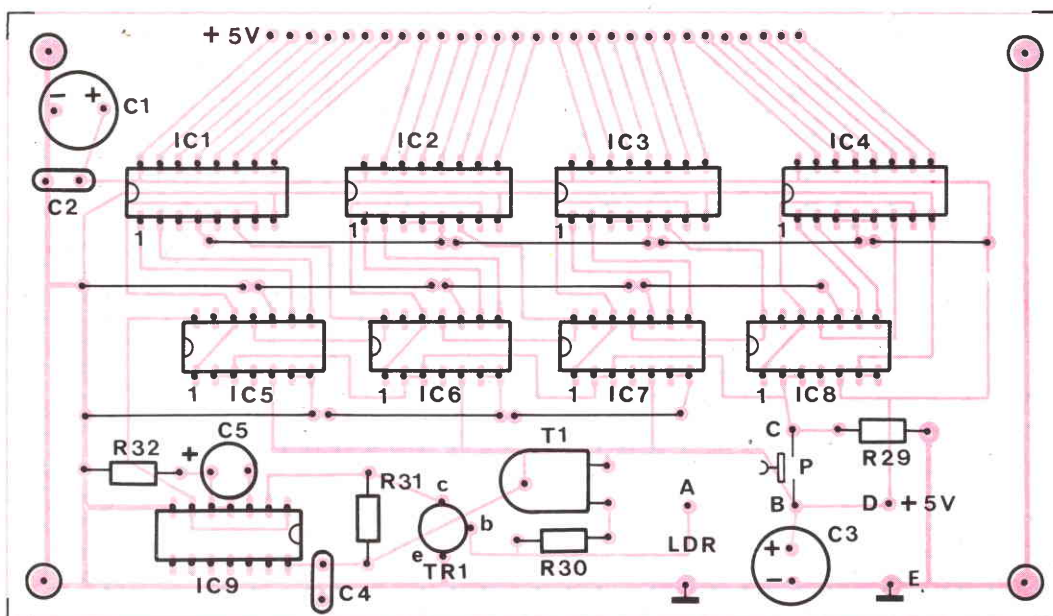 + 5V
- + C1
IC1 IC2 IC3 IC4
C2
1 1 1 1
1 IC5 1 IC6 1 IC7 1 IC8
C R29
R32 + C5 T1 P
R31 c A
b B D + 5V
LDR C3
e TR1 R30 +
IC9 C4 - E